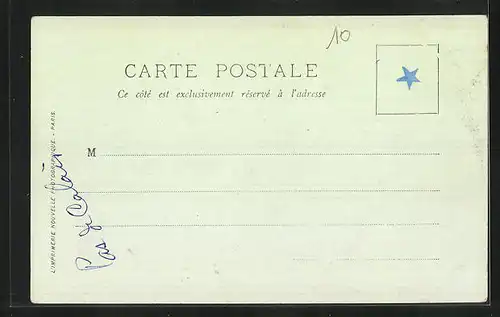 10
CARTE POSTALE
Ce côté est exclusivement réservé à l'adresse
M
L'IMPRIMERIE NOUVELLE PHOTOGRAPHIQUE - PARIS
Pas de Calais